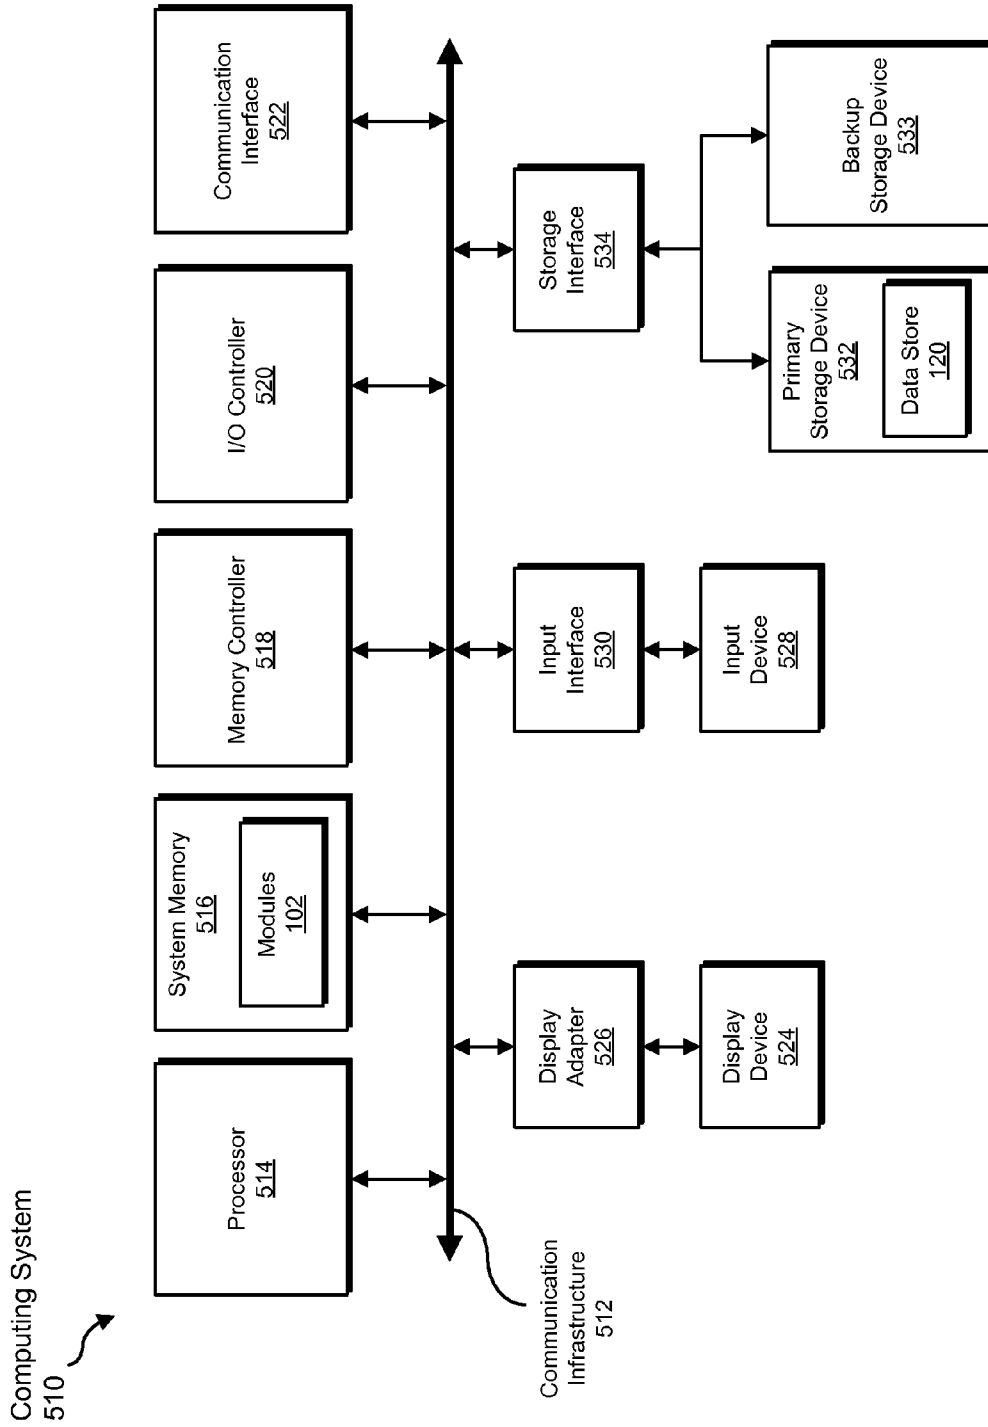 Computing System
510
Processor
514
System Memory
516
Modules
102
Memory Controller
518
I/O Controller
520
Communication
Interface
522
Communication
Infrastructure
512
Display
Adapter
526
Input
Interface
530
Storage
Interface
534
Display
Device
524
Input
Device
528
Primary
Storage Device
532
Data Store
120
Backup
Storage Device
533